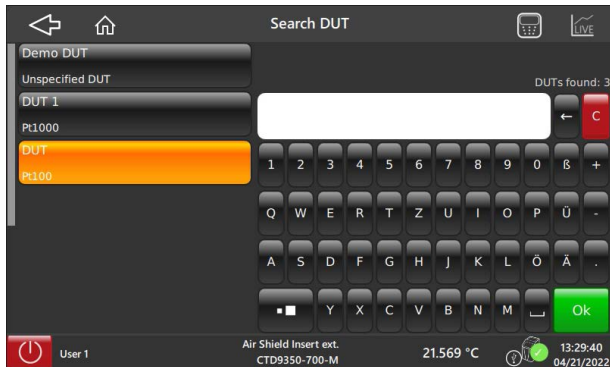 Search DUT
LIVE
Demo DUT
Unspecified DUT
DUTs found: 3
DUT 1
Pt1000
← C
DUT
Pt100
1 2 3 4 5 6 7 8 9 0 ß +
Q W E R T Z U I O P Ü -
A S D F G H J K L Ö Ä .
Y X C V B N M Ok
User 1
Air Shield Insert ext.
CTD9350-700-M
21.569 °C
13:29:40
04/21/2022